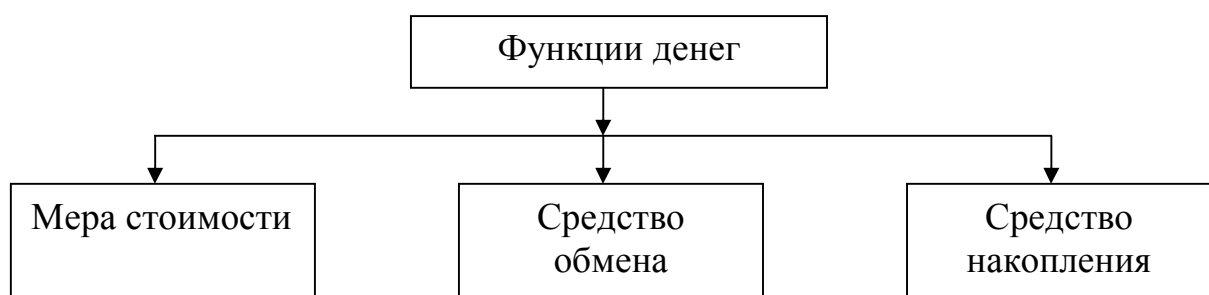 Функции денег
Мера стоимости
Средство
обмена
Средство
накопления